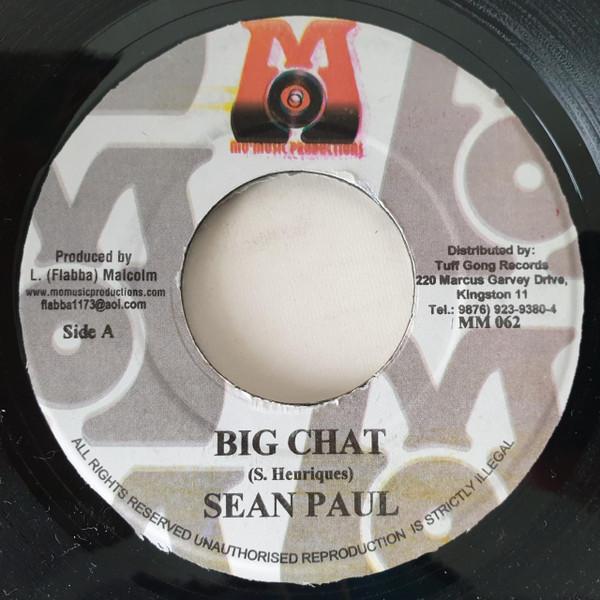 MO'MUSIC PRODUCTIONS
Produced by
L. (Flabba) Malcolm
www.momusicproductions.com
flabba1173@aol.com
Side A
Distributed by:
Tuff Gong Records
220 Marcus Garvey Drive,
Kingston 11
Tel.: 9876) 923-9380-4
MM 062
BIG CHAT
(S. Henriques)
SEAN PAUL
ALL RIGHTS RESERVED UNAUTHORISED REPRODUCTION IS STRICTLY ILLEGAL